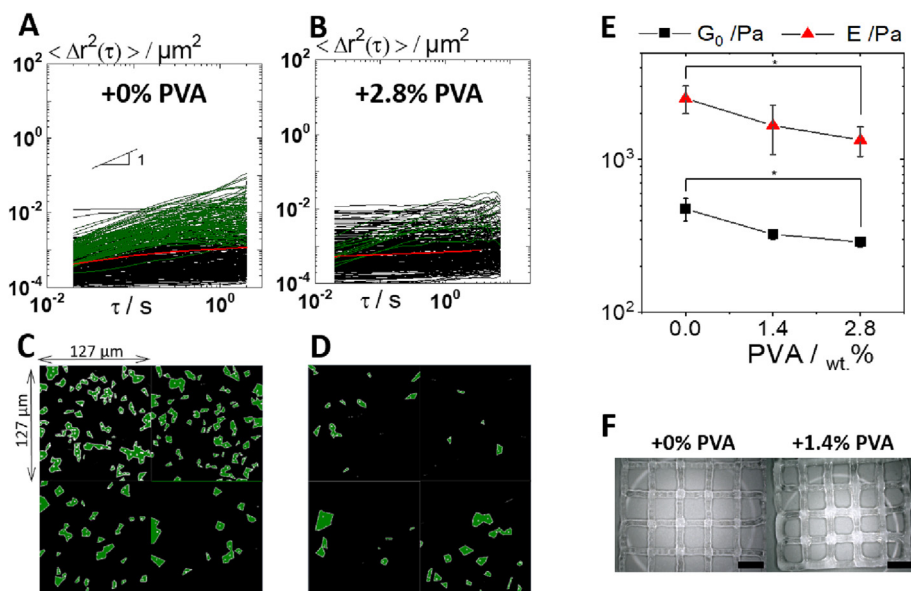 A
< Δr²(τ) > / μm²
+0% PVA
10²
10⁰
10⁻²
10⁻⁴
10⁻²
10⁰
τ / s
1
B
< Δr²(τ) > / μm²
+2.8% PVA
10²
10⁰
10⁻²
10⁻⁴
10⁻²
10⁰
τ / s
C
127 μm
127 μm
D
E
G₀ /Pa
E /Pa
*
*
10³
10²
0.0
1.4
2.8
PVA / wt.%
F
+0% PVA
+1.4% PVA